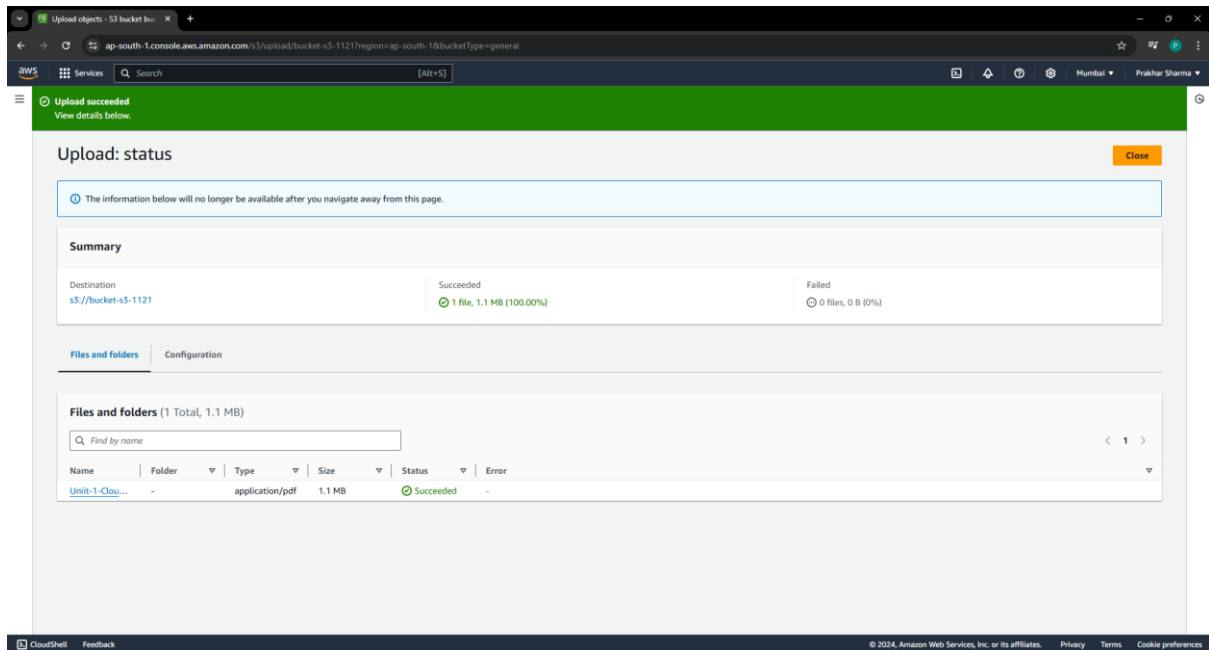 Upload objects - S3 bucket buc
ap-south-1.console.aws.amazon.com/s3/upload/bucket-s3-1121?region=ap-south-1&bucketType=general
aws Services Search [Alt+S] Mumbai Prakhar Sharma
Upload succeeded
View details below.
Upload: status Close
The information below will no longer be available after you navigate away from this page.
Summary
Destination Succeeded Failed
s3://bucket-s3-1121 1 file, 1.1 MB (100.00%) 0 files, 0 B (0%)
Files and folders Configuration
Files and folders (1 Total, 1.1 MB)
Find by name 1
Name Folder Type Size Status Error
Uniit-1-Clou... - application/pdf 1.1 MB Succeeded -
CloudShell Feedback © 2024, Amazon Web Services, Inc. or its affiliates. Privacy Terms Cookie preferences